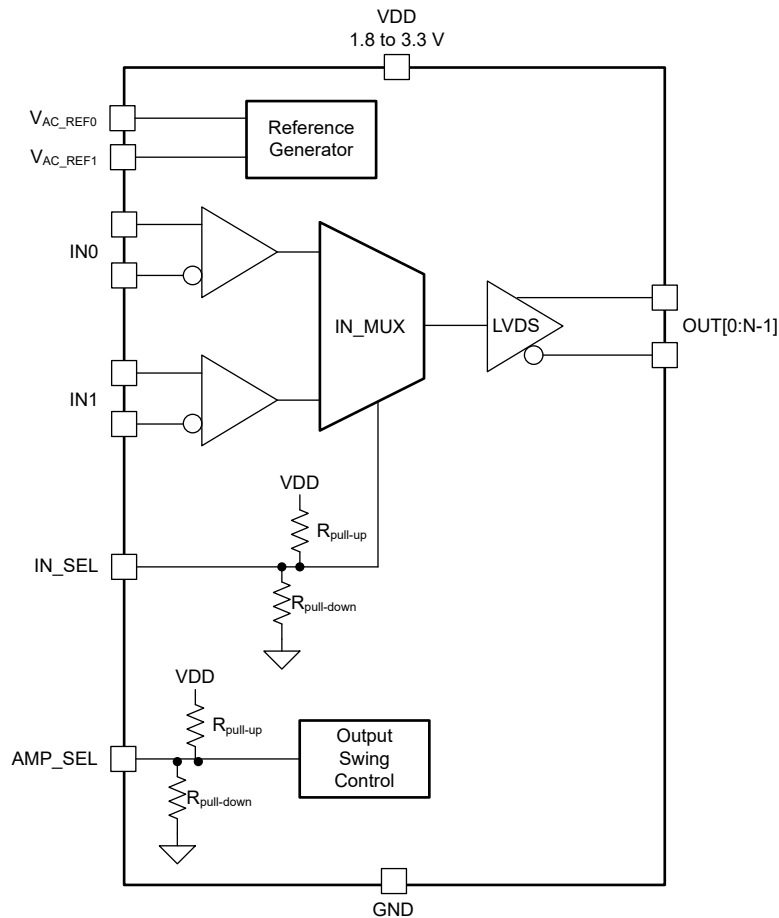 VDD
1.8 to 3.3 V
VAC_REF0
Reference
Generator
VAC_REF1
IN0
IN_MUX
LVDS
OUT[0:N-1]
IN1
VDD
Rpull-up
IN_SEL
Rpull-down
VDD
Rpull-up
AMP_SEL
Output
Swing
Control
Rpull-down
GND